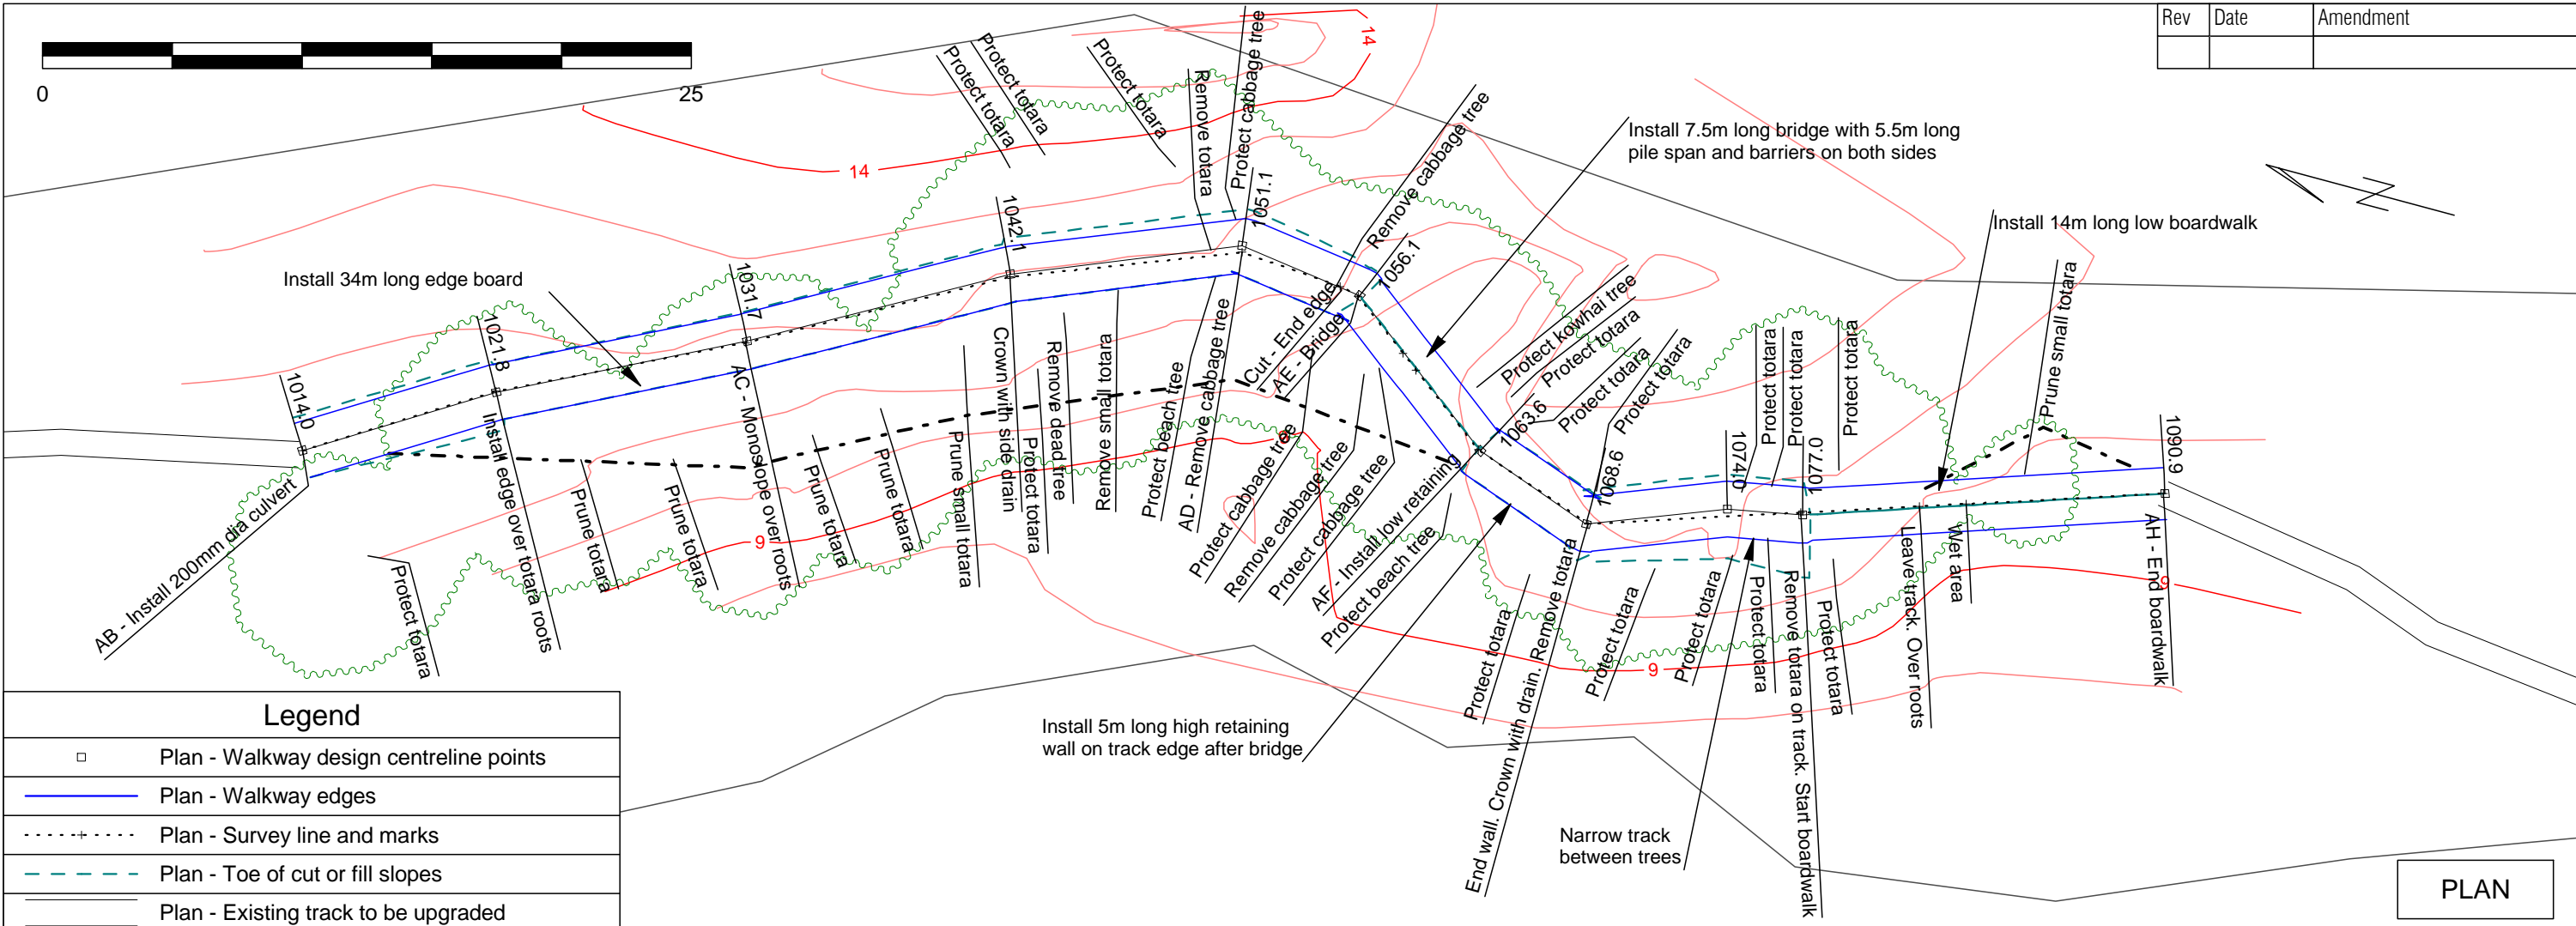 Rev Date Amendment
0 25
14
14
Protect totara
Protect totara
Protect totara
Remove totara
Protect cabbage tree
1051.1
Remove cabbage tree
1056.1
Install 7.5m long bridge with 5.5m long
pile span and barriers on both sides
Install 14m long low boardwalk
Install 34m long edge board
1014.0
1021.8
1031.7
1042.1
AB - Install 200mm dia culvert
Protect totara
Install edge over totara roots
Prune totara
Prune totara
AC - Monoslope over roots
9
Prune totara
Prune totara
Prune small totara
Crown with side drain
Protect totara
Remove dead tree
Remove small totara
Protect beach tree
AD - Remove cabbage tree
Cut - End edge
AE - Bridge
9
Protect cabbage tree
Remove cabbage tree
Protect cabbage tree
AF - Install low retaining
Protect beach tree
1063.6
Protect kowhai tree
Protect totara
Protect totara
Protect totara
1068.6
1074.0
Protect totara
Protect totara
1077.0
Protect totara
Prune small totara
1090.9
Protect totara
End wall. Crown with drain. Remove totara
Protect totara
9
Protect totara
Protect totara
Remove totara on track. Start boardwalk
Protect totara
Leave track. Over roots
Wet area
AH - End boardwalk
9
Install 5m long high retaining
wall on track edge after bridge
Narrow track
between trees
Legend
Plan - Walkway design centreline points
Plan - Walkway edges
Plan - Survey line and marks
Plan - Toe of cut or fill slopes
Plan - Existing track to be upgraded
PLAN